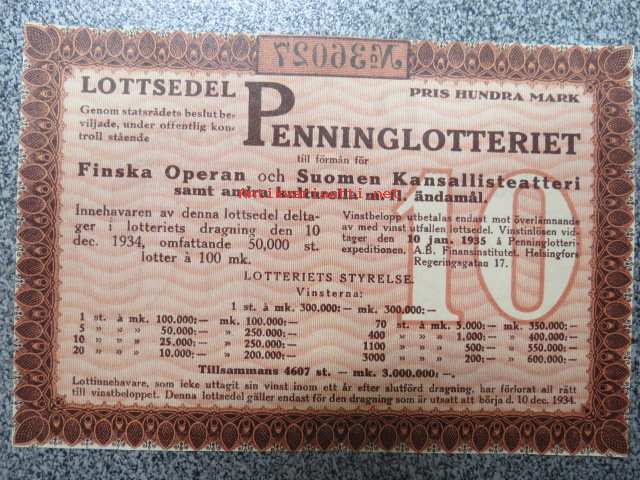 №36027
LOTTSEDEL
PRIS HUNDRA MARK
Genom statsrådets beslut be-
viljade, under offentlig kon-
troll stående
PENNINGLOTTERIET
till förmån för
Finska Operan och Suomen Kansallisteatteri
samt andra kulturella m. fl. ändamål.
10
Innehavaren av denna lottsedel delta-
ger i lotteriets dragning den 10
dec. 1934, omfattande 50,000 st.
lotter à 100 mk.
Vinstbelopp utbetalas endast mot överlämnande
av med vinst utfallen lottsedel. Vinstinlösen vid-
tager den 10 jan. 1935 å Penninglotteri-
expeditionen. A.B. Finansinstitutet. Helsingfors
Regeringsgatan 17.
LOTTERIETS STYRELSE.
Vinsterna:
1 st. à mk. 300.000:— mk. 300.000:—
1 st. à mk. 100.000:— mk. 100.000:—
5 » » » 50.000:— » 250.000:—
10 » » » 25.000:— » 250.000:—
20 » » » 10.000:— » 200.000:—
70 st. à mk. 5.000:— mk. 350.000:—
400 » » » 1.000:— » 400.000:—
1100 » » » 500:— » 550.000:—
3000 » » » 200:— » 600.000:—
Tillsammans 4607 st. — mk. 3.000.000:—.
Lottinnehavare, som icke uttagit sin vinst inom ett år efter slutförd dragning, har förlorat all rätt
till vinstbeloppet. Denna lottsedel gäller endast för den dragning som är utsatt att börja d. 10 dec. 1934.